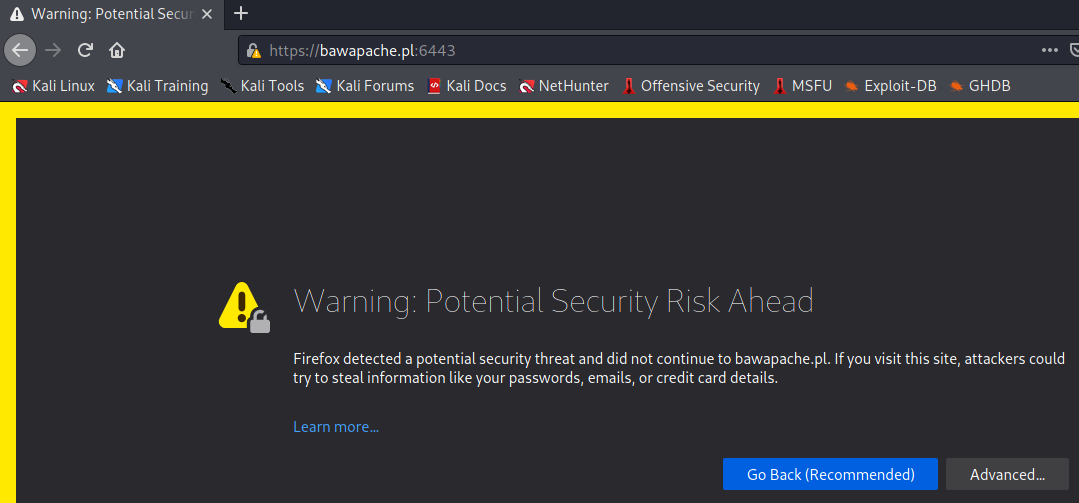 Warning: Potential Secur
https://bawapache.pl:6443
Kali Linux Kali Training Kali Tools Kali Forums Kali Docs NetHunter Offensive Security MSFU Exploit-DB GHDB
Warning: Potential Security Risk Ahead
Firefox detected a potential security threat and did not continue to bawapache.pl. If you visit this site, attackers could
try to steal information like your passwords, emails, or credit card details.
Learn more...
Go Back (Recommended) Advanced...